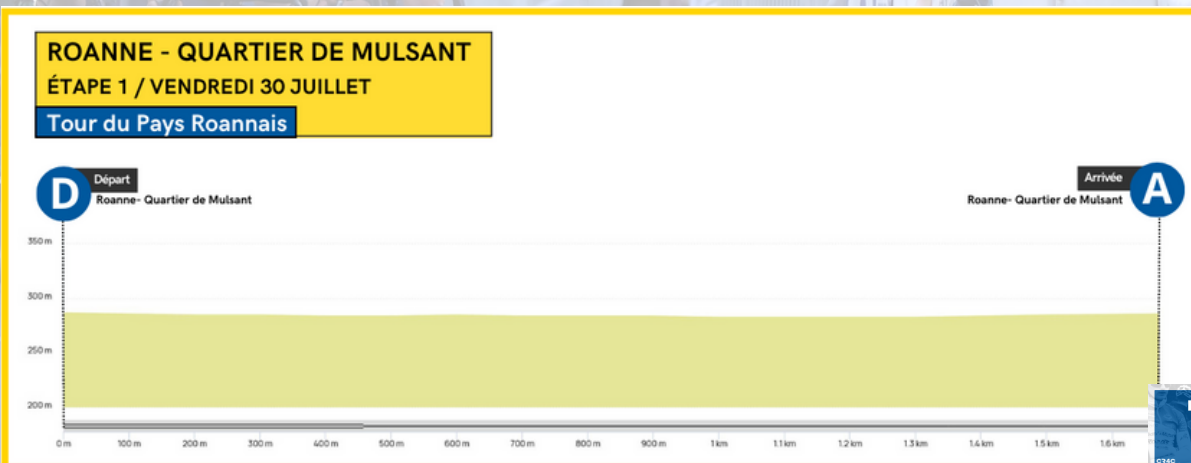 ROANNE - QUARTIER DE MULSANT
ÉTAPE 1 / VENDREDI 30 JUILLET
Tour du Pays Roannais
D
Départ
Roanne- Quartier de Mulsant
Arrivée
A
Roanne- Quartier de Mulsant
350 m
300 m
250 m
200 m
0 m 100 m 200 m 300 m 400 m 500 m 600 m 700 m 800 m 900 m 1 km 1.1 km 1.2 km 1.3 km 1.4 km 1.5 km 1.6 km